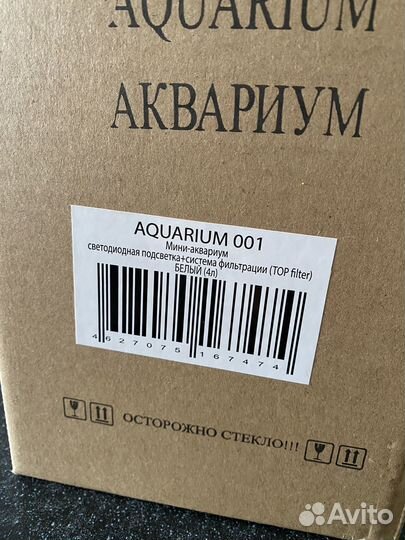 AQUARIUM
АКВАРИУМ
AQUARIUM 001
Мини-аквариум
светодиодная подсветка+система фильтрации (TOP filter)
БЕЛЫЙ (4л)
4 627075 167474
ОСТОРОЖНО СТЕКЛО!!!
Avito